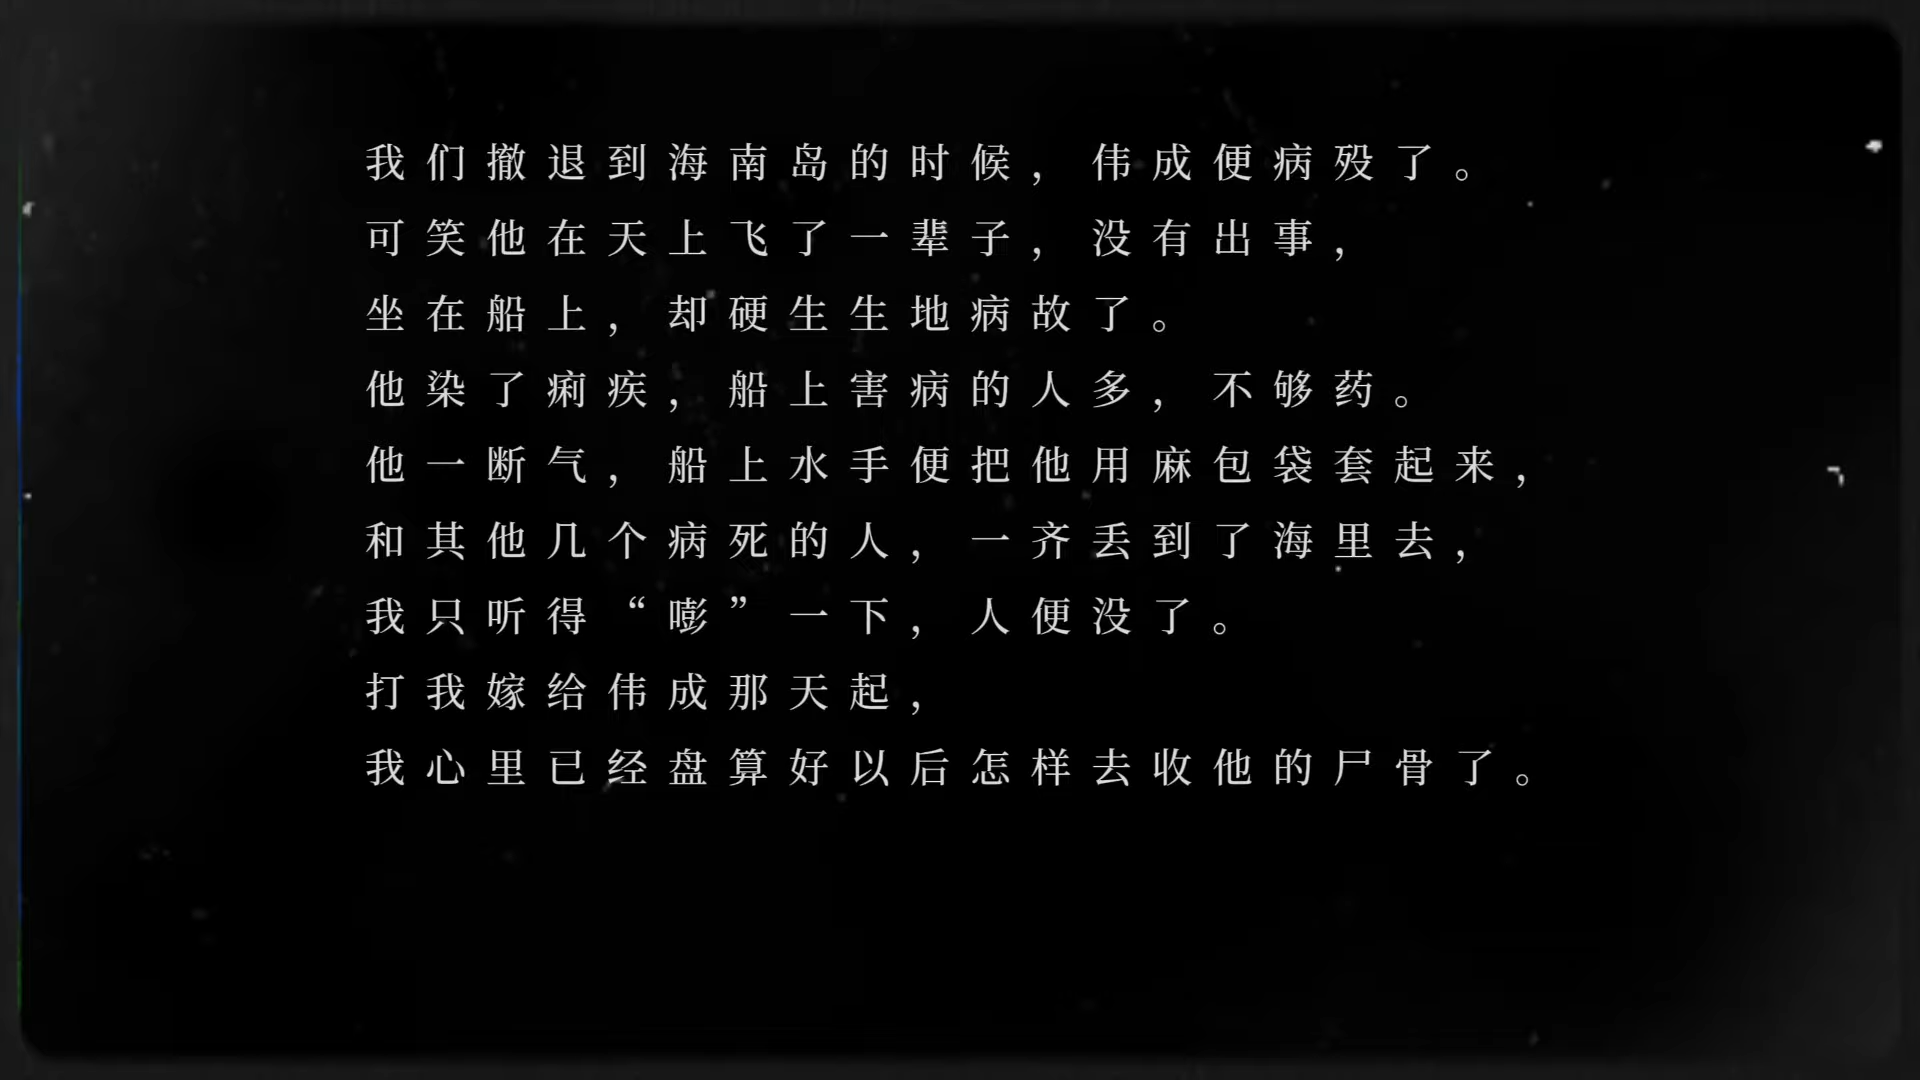 我们撤退到海南岛的时候，伟成便病殁了。
可笑他在天上飞了一辈子，没有出事，
坐在船上，却硬生生地病故了。
他染了痢疾，船上害病的人多，不够药。
他一断气，船上水手便把他用麻包袋套起来，
和其他几个病死的人，一齐丢到了海里去，
我只听得“嘭”一下，人便没了。
打我嫁给伟成那天起，
我心里已经盘算好以后怎样去收他的尸骨了。